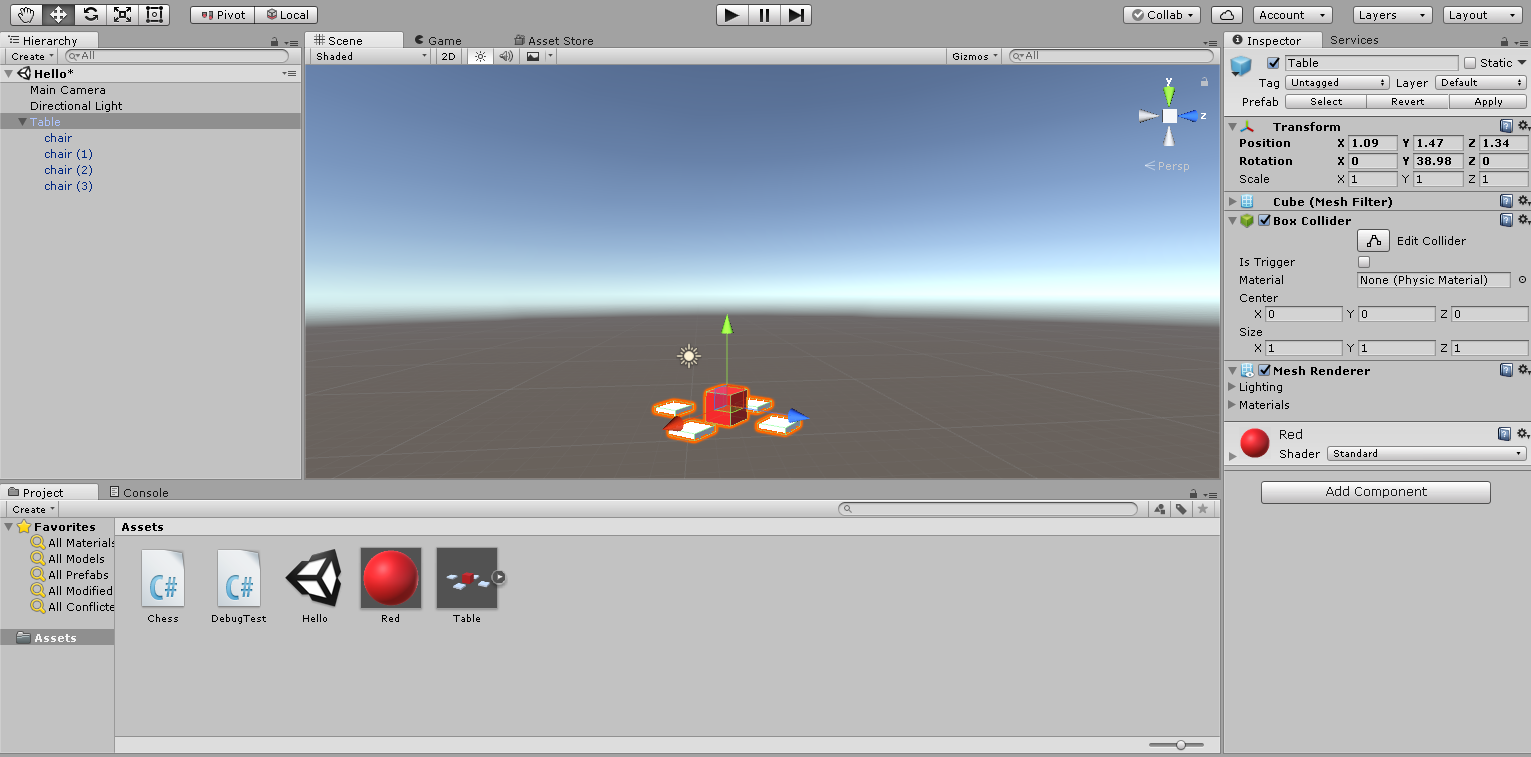 Pivot Local Collab Account Layers Layout
Hierarchy
Create All
Hello*
Main Camera
Directional Light
Table
chair
chair (1)
chair (2)
chair (3)
Scene Game Asset Store
Shaded 2D Gizmos All
y
z
Persp
Inspector Services
Table Static
Tag Untagged Layer Default
Prefab Select Revert Apply
Transform
Position X 1.09 Y 1.47 Z 1.34
Rotation X 0 Y 38.98 Z 0
Scale X 1 Y 1 Z 1
Cube (Mesh Filter)
Box Collider
Edit Collider
Is Trigger
Material None (Physic Material)
Center
X 0 Y 0 Z 0
Size
X 1 Y 1 Z 1
Mesh Renderer
Lighting
Materials
Red
Shader Standard
Add Component
Project Console
Create
Favorites
All Materials
All Models
All Prefabs
All Modified
All Conflicte
Assets
Assets
C# C#
Chess DebugTest Hello Red Table